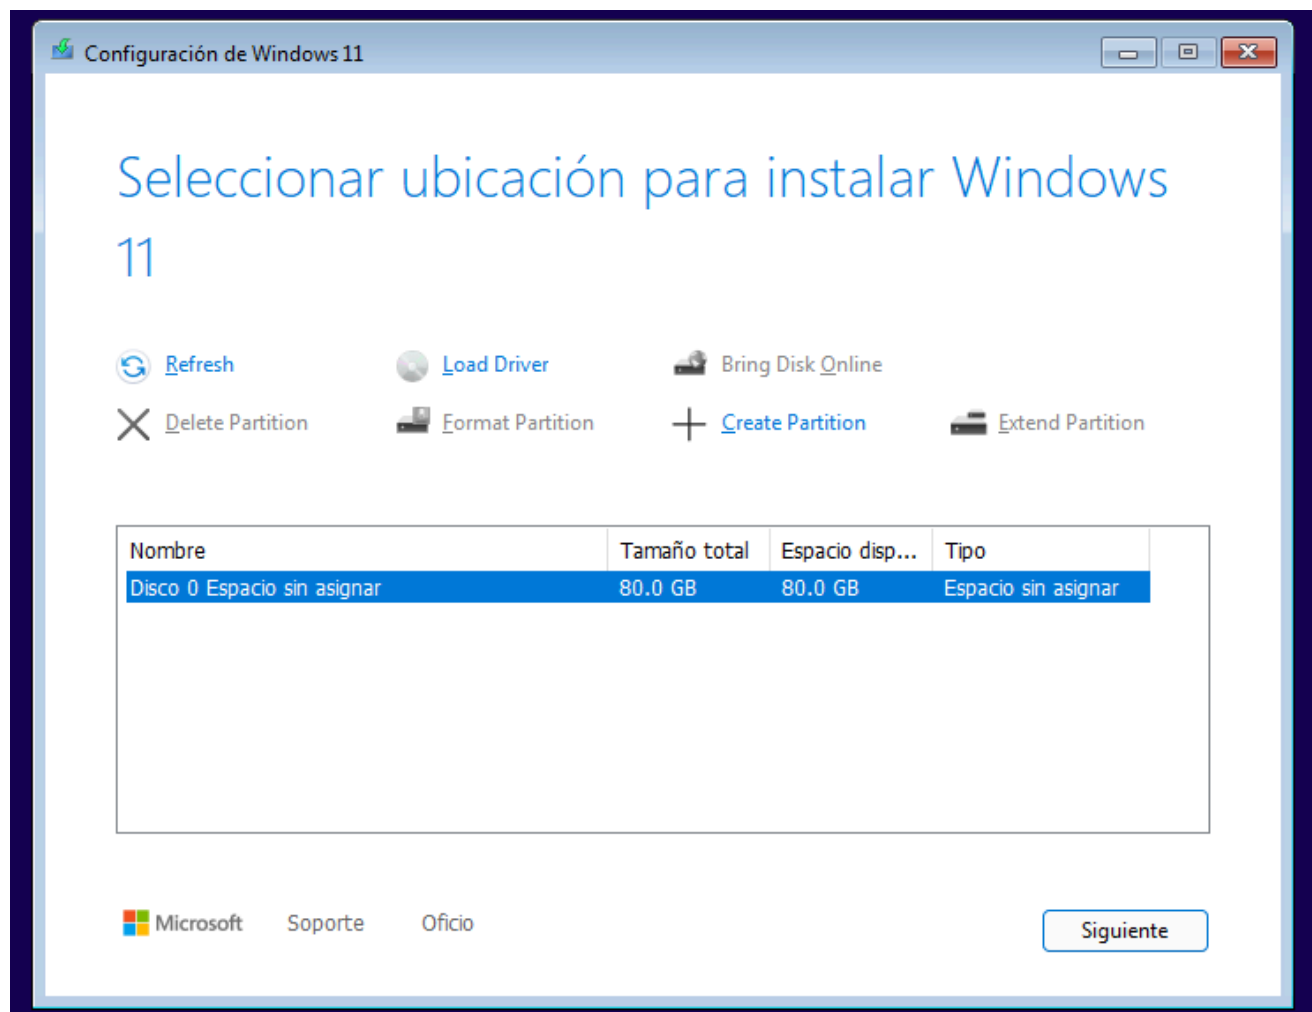 Configuración de Windows 11
Seleccionar ubicación para instalar Windows
11
Refresh Load Driver Bring Disk Online
Delete Partition Format Partition Create Partition Extend Partition
Nombre Tamaño total Espacio disp... Tipo
Disco 0 Espacio sin asignar 80.0 GB 80.0 GB Espacio sin asignar
Microsoft Soporte Oficio Siguiente